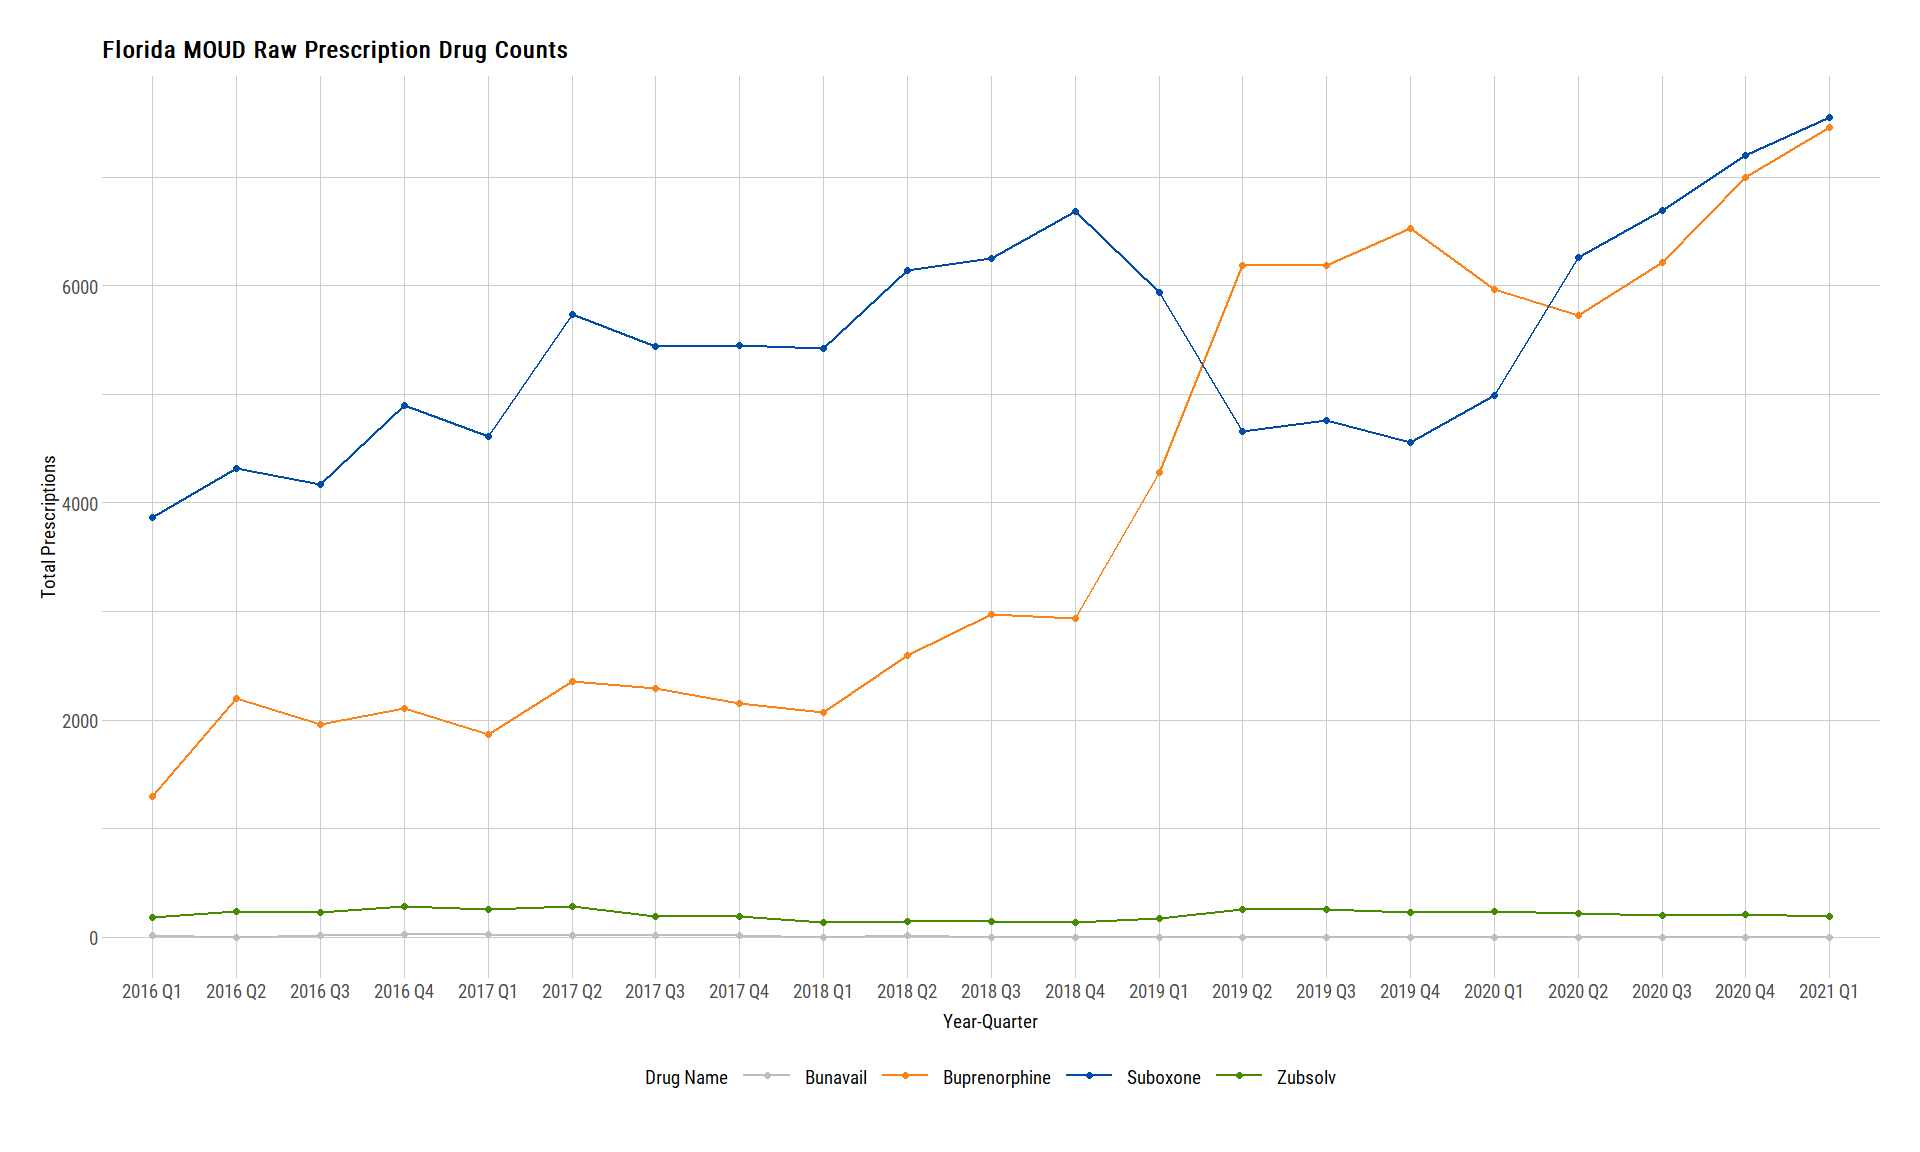 Florida MOUD Raw Prescription Drug Counts
Total Prescriptions
6000
4000
2000
0
2016 Q1 2016 Q2 2016 Q3 2016 Q4 2017 Q1 2017 Q2 2017 Q3 2017 Q4 2018 Q1 2018 Q2 2018 Q3 2018 Q4 2019 Q1 2019 Q2 2019 Q3 2019 Q4 2020 Q1 2020 Q2 2020 Q3 2020 Q4 2021 Q1
Year-Quarter
Drug Name Bunavail Buprenorphine Suboxone Zubsolv